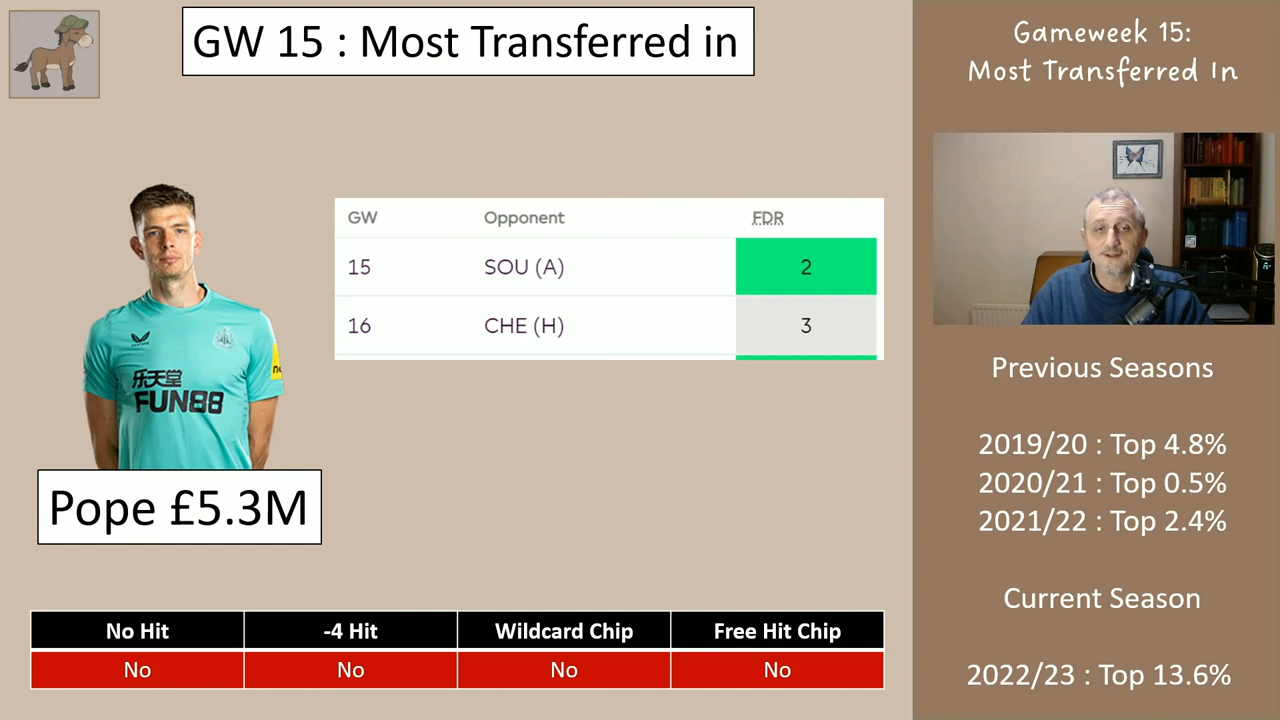 GW 15 : Most Transferred in
GW Opponent FDR
15 SOU (A) 2
16 CHE (H) 3
乐天堂
FUN88
Pope £5.3M
No Hit -4 Hit Wildcard Chip Free Hit Chip
No No No No
Gameweek 15:
Most Transferred In
Previous Seasons
2019/20 : Top 4.8%
2020/21 : Top 0.5%
2021/22 : Top 2.4%
Current Season
2022/23 : Top 13.6%